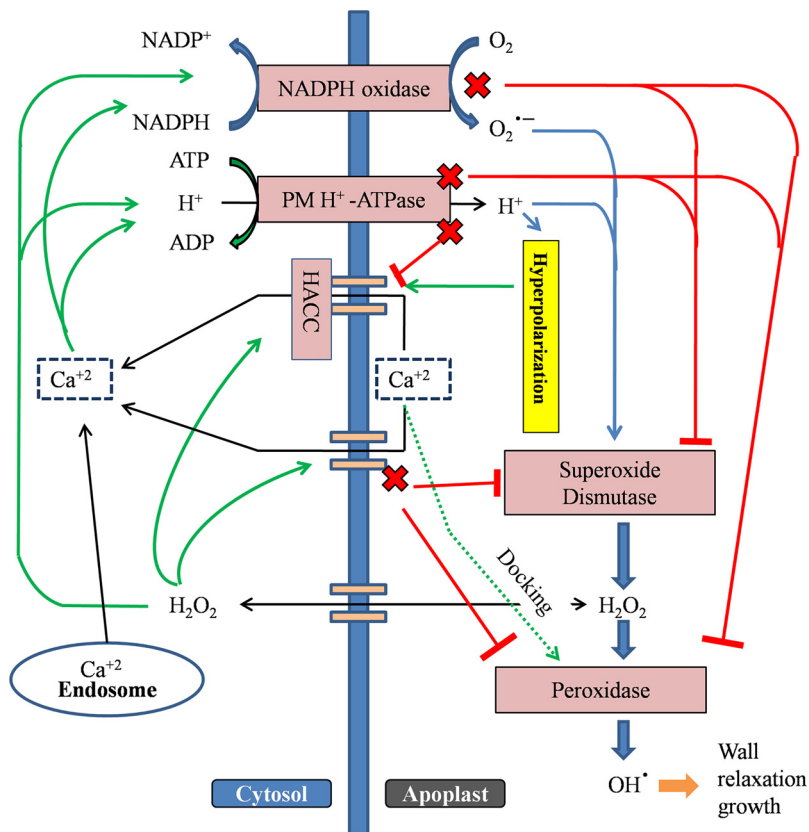 NADP⁺
O₂
NADPH oxidase
NADPH
O₂•−
ATP
H⁺
PM H⁺ -ATPase
H⁺
ADP
HACC
Hyperpolarization
Ca⁺²
Ca⁺²
Superoxide
Dismutase
Docking
H₂O₂
H₂O₂
Ca⁺²
Endosome
Peroxidase
Cytosol
Apoplast
OH•
Wall
relaxation
growth